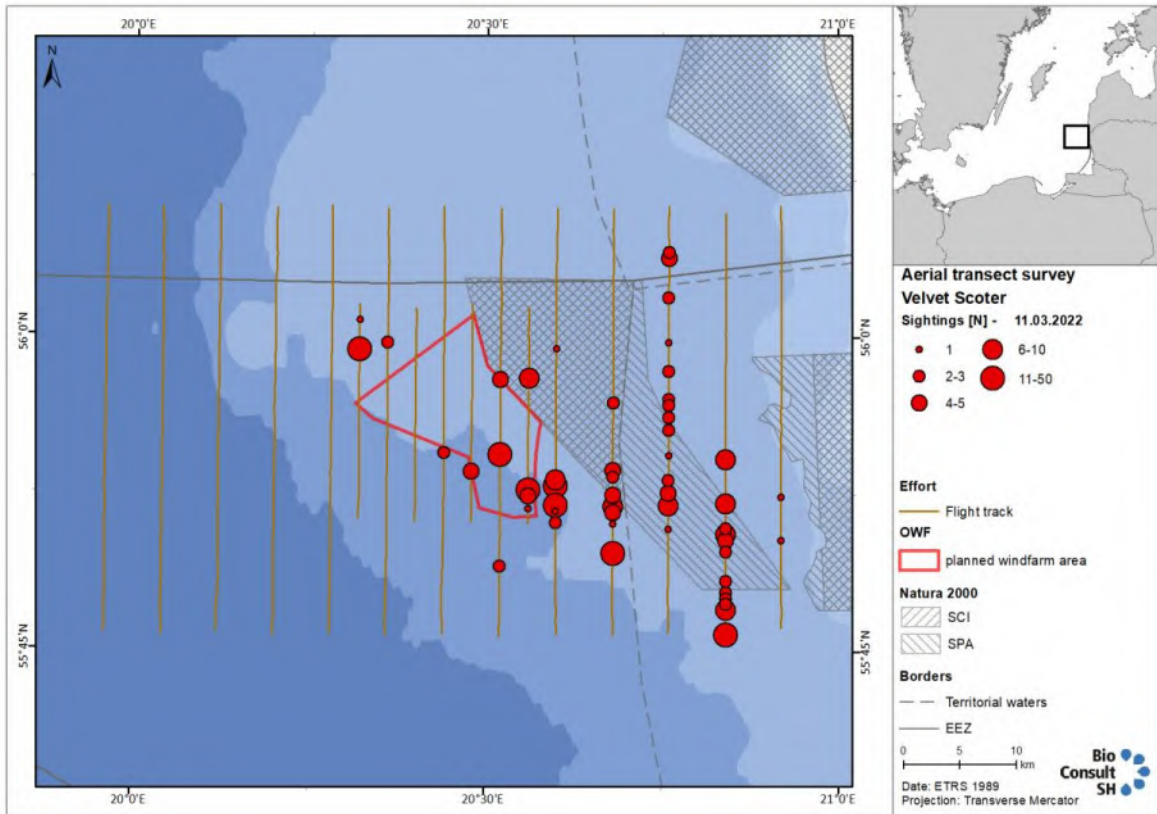 20°0'E
20°30'E
21°0'E
N
56°0'N
56°0'N
55°45'N
55°45'N
20°0'E
20°30'E
21°0'E
Aerial transect survey
Velvet Scoter
Sightings [N] - 11.03.2022
1
6-10
2-3
11-50
4-5
Effort
Flight track
OWF
planned windfarm area
Natura 2000
SCI
SPA
Borders
Territorial waters
EEZ
0 5 10
km
Date: ETRS 1989
Projection: Transverse Mercator
Bio
Consult
SH